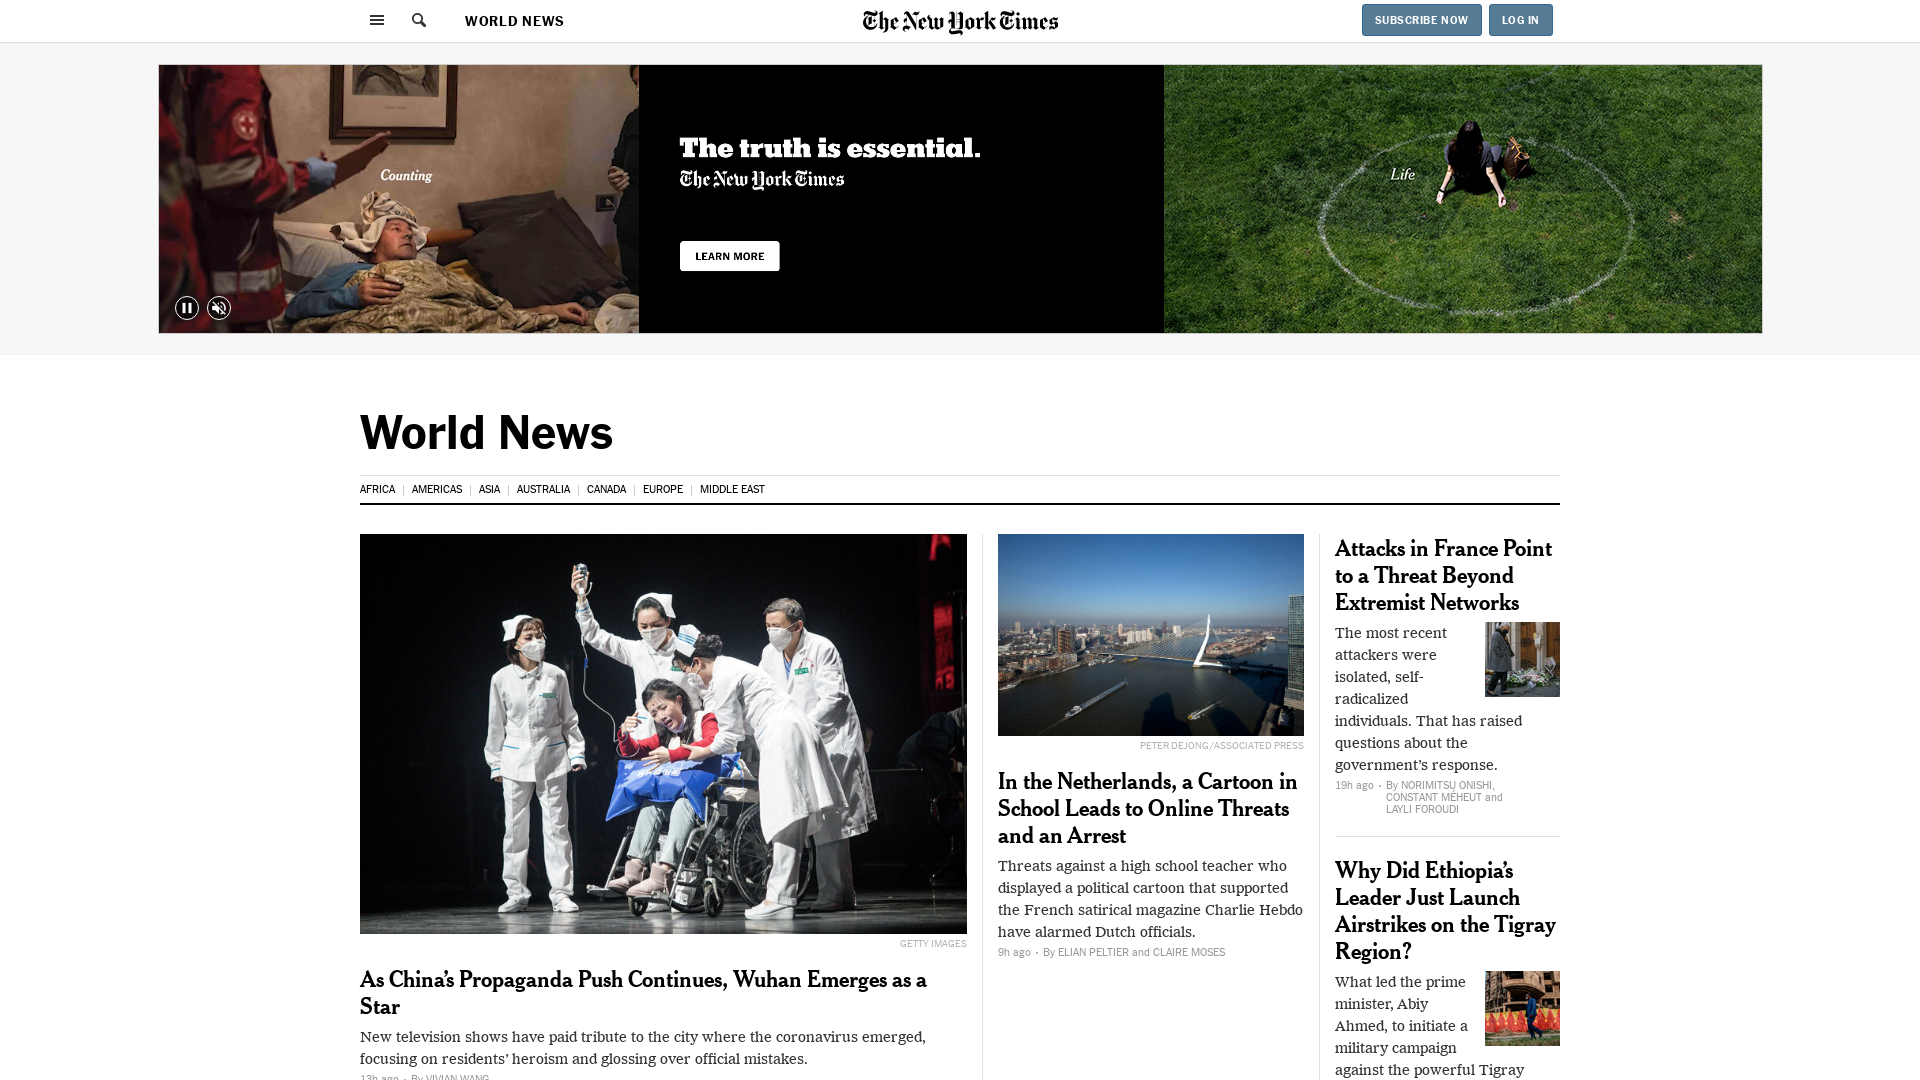 WORLD NEWS
The New York Times
SUBSCRIBE NOW
LOG IN
Counting
The truth is essential.
The New York Times
LEARN MORE
Life
World News
AFRICA
AMERICAS
ASIA
AUSTRALIA
CANADA
EUROPE
MIDDLE EAST
GETTY IMAGES
As China’s Propaganda Push Continues, Wuhan Emerges as a
Star
New television shows have paid tribute to the city where the coronavirus emerged,
focusing on residents’ heroism and glossing over official mistakes.
13h ago • By VIVIAN WANG
PETER DEJONG/ASSOCIATED PRESS
In the Netherlands, a Cartoon in
School Leads to Online Threats
and an Arrest
Threats against a high school teacher who
displayed a political cartoon that supported
the French satirical magazine Charlie Hebdo
have alarmed Dutch officials.
9h ago • By ELIAN PELTIER and CLAIRE MOSES
Attacks in France Point
to a Threat Beyond
Extremist Networks
The most recent
attackers were
isolated, self-
radicalized
individuals. That has raised
questions about the
government’s response.
19h ago • By NORIMITSU ONISHI,
CONSTANT MÉHEUT and
LAYLI FOROUDI
Why Did Ethiopia’s
Leader Just Launch
Airstrikes on the Tigray
Region?
What led the prime
minister, Abiy
Ahmed, to initiate a
military campaign
against the powerful Tigray